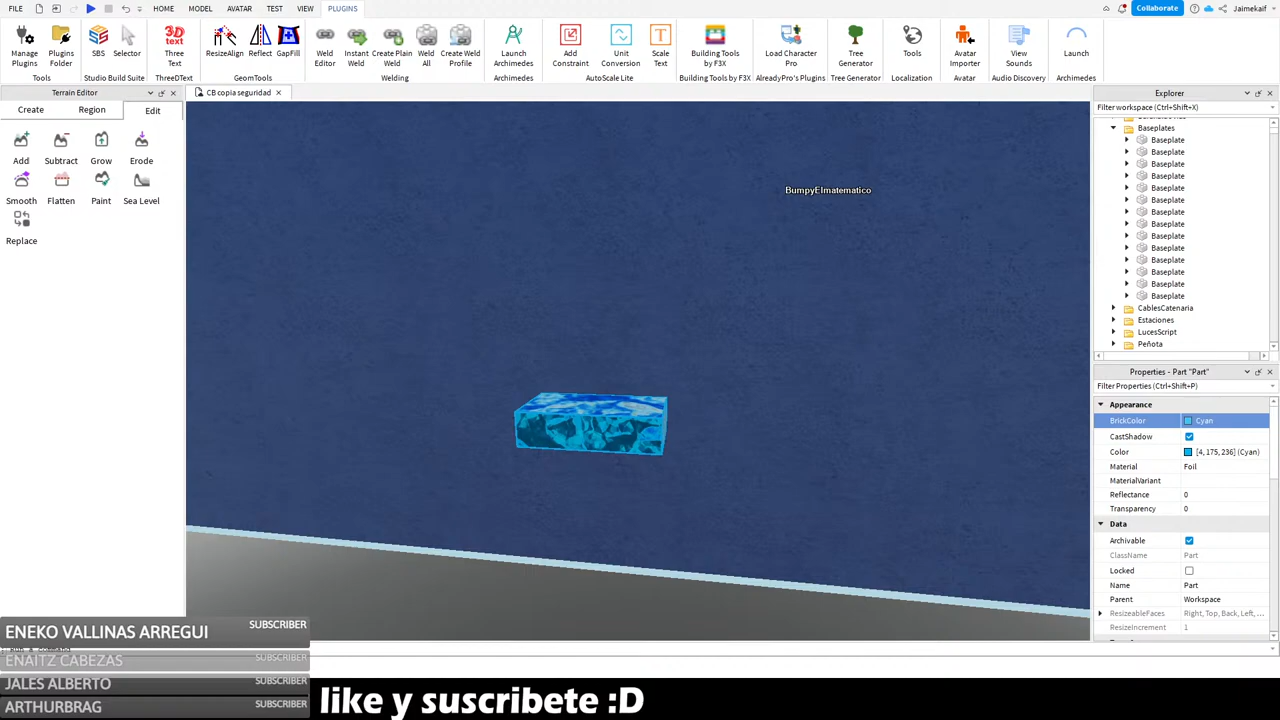 FILE HOME MODEL AVATAR TEST VIEW PLUGINS Collaborate Jaimekaif
Manage Plugins Plugins Folder SBS Selector Three Text ResizeAlign Reflect GapFill Weld Editor Instant Weld Create Plain Weld Weld All Create Weld Profile Launch Archimedes Add Constraint Unit Conversion Scale Text Building Tools by F3X Load Character Pro Tree Generator Tools Avatar Importer View Sounds Launch
Tools Studio Build Suite ThreeDText GeomTools Welding Archimedes AutoScale Lite Building Tools by F3X AlreadyPro's Plugins Tree Generator Localization Avatar Audio Discovery Archimedes
Terrain Editor
Create Region Edit
Add Subtract Grow Erode
Smooth Flatten Paint Sea Level
Replace
CB copia seguridad
BumpyElmatematico
Explorer
Filter workspace (Ctrl+Shift+X)
Baseplates
Baseplate
Baseplate
Baseplate
Baseplate
Baseplate
Baseplate
Baseplate
Baseplate
Baseplate
Baseplate
Baseplate
Baseplate
Baseplate
Baseplate
CablesCatenaria
Estaciones
LucesScript
Peñota
Properties - Part "Part"
Filter Properties (Ctrl+Shift+P)
Appearance
BrickColor Cyan
CastShadow
Color [4, 175, 236] (Cyan)
Material Foil
MaterialVariant
Reflectance 0
Transparency 0
Data
Archivable
ClassName Part
Locked
Name Part
Parent Workspace
ResizeableFaces Right, Top, Back, Left, ...
ResizeIncrement 1
ENEKO VALLINAS ARREGUI SUBSCRIBER
ENAITZ CABEZAS SUBSCRIBER
JALES ALBERTO SUBSCRIBER
ARTHURBRAG SUBSCRIBER
like y suscribete :D